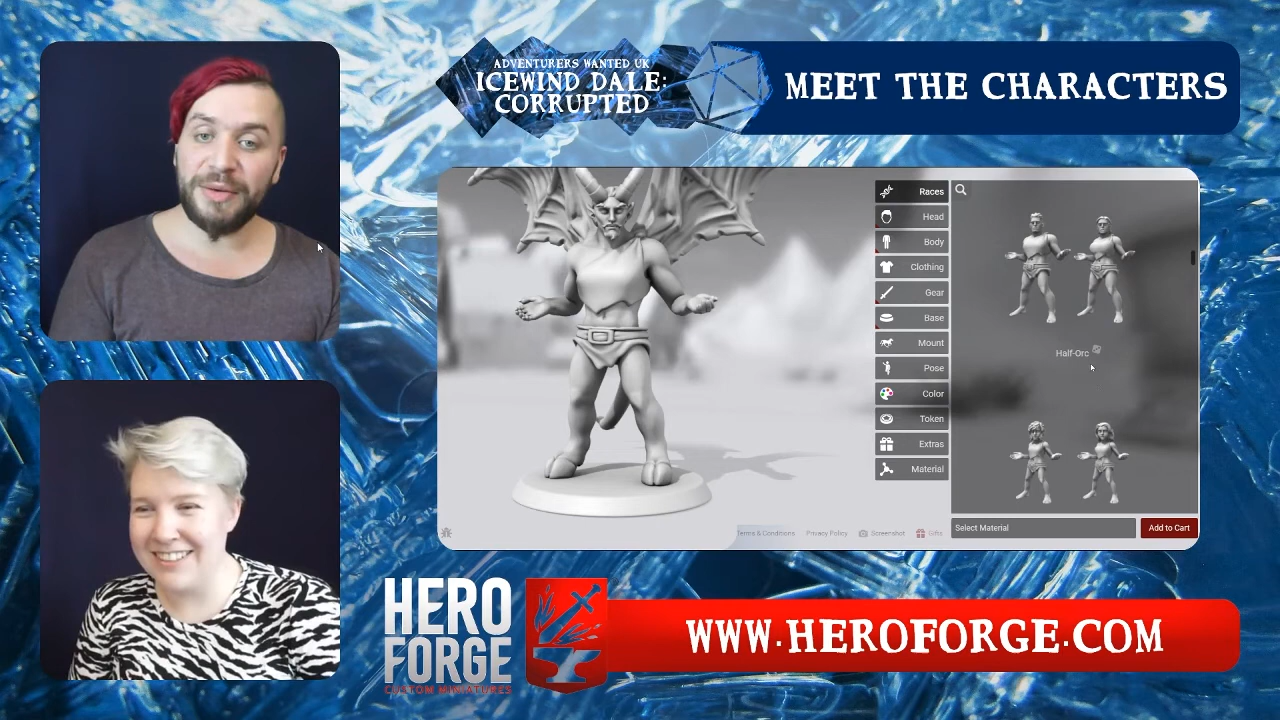 ADVENTURERS WANTED UK
ICEWIND DALE:
CORRUPTED
MEET THE CHARACTERS
Races
Head
Body
Clothing
Gear
Base
Mount
Pose
Color
Token
Extras
Material
Half-Orc
Select Material
Add to Cart
Terms & Conditions
Privacy Policy
Screenshot
Gifts
HERO
FORGE
CUSTOM MINIATURES
WWW.HEROFORGE.COM